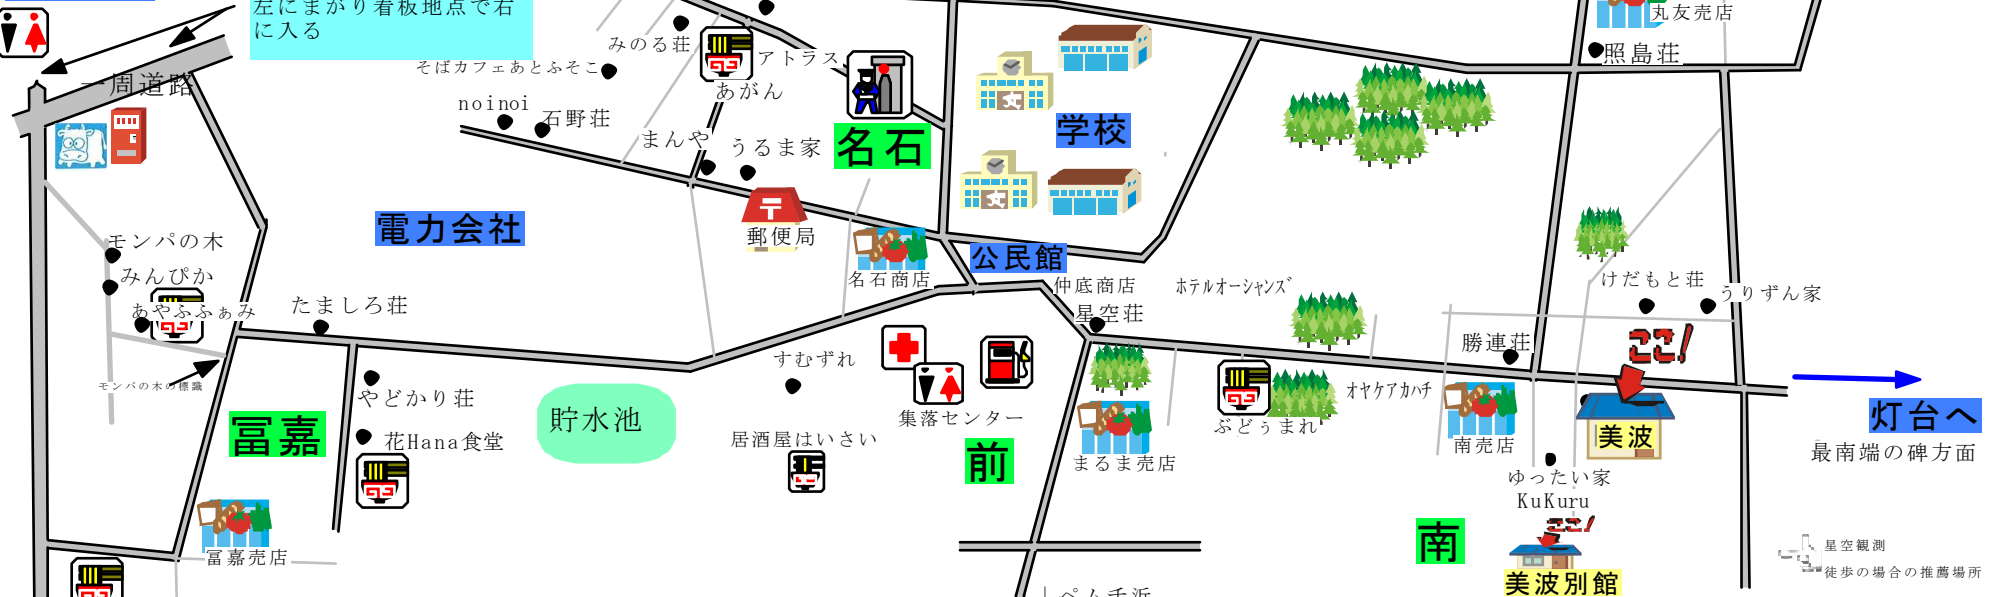 左にまがり看板地点で右
に入る
丸友売店
みのる荘
アトラス
照島荘
そばカフェあとふそこ
一周道路
あがん
noinoi
石野荘
まんや
うるま家
名石
学校
電力会社
モンパの木
郵便局
公民館
みんぴか
名石商店
仲底商店
ホテルオーシャンズ
けだもと荘
うりずん家
あやふふぁみ
たましろ荘
星空荘
勝連荘
ここ!
すむずれ
モンパの木の標識
やどかり荘
オヤケアカハチ
集落センター
灯台へ
貯水池
冨嘉
花Hana食堂
居酒屋はいさい
前
ぶどぅまれ
南売店
美波
まるま売店
最南端の碑方面
ゆったい家
KuKuru
ここ!
南
冨嘉売店
星空観測
徒歩の場合の推薦場所
美波別館